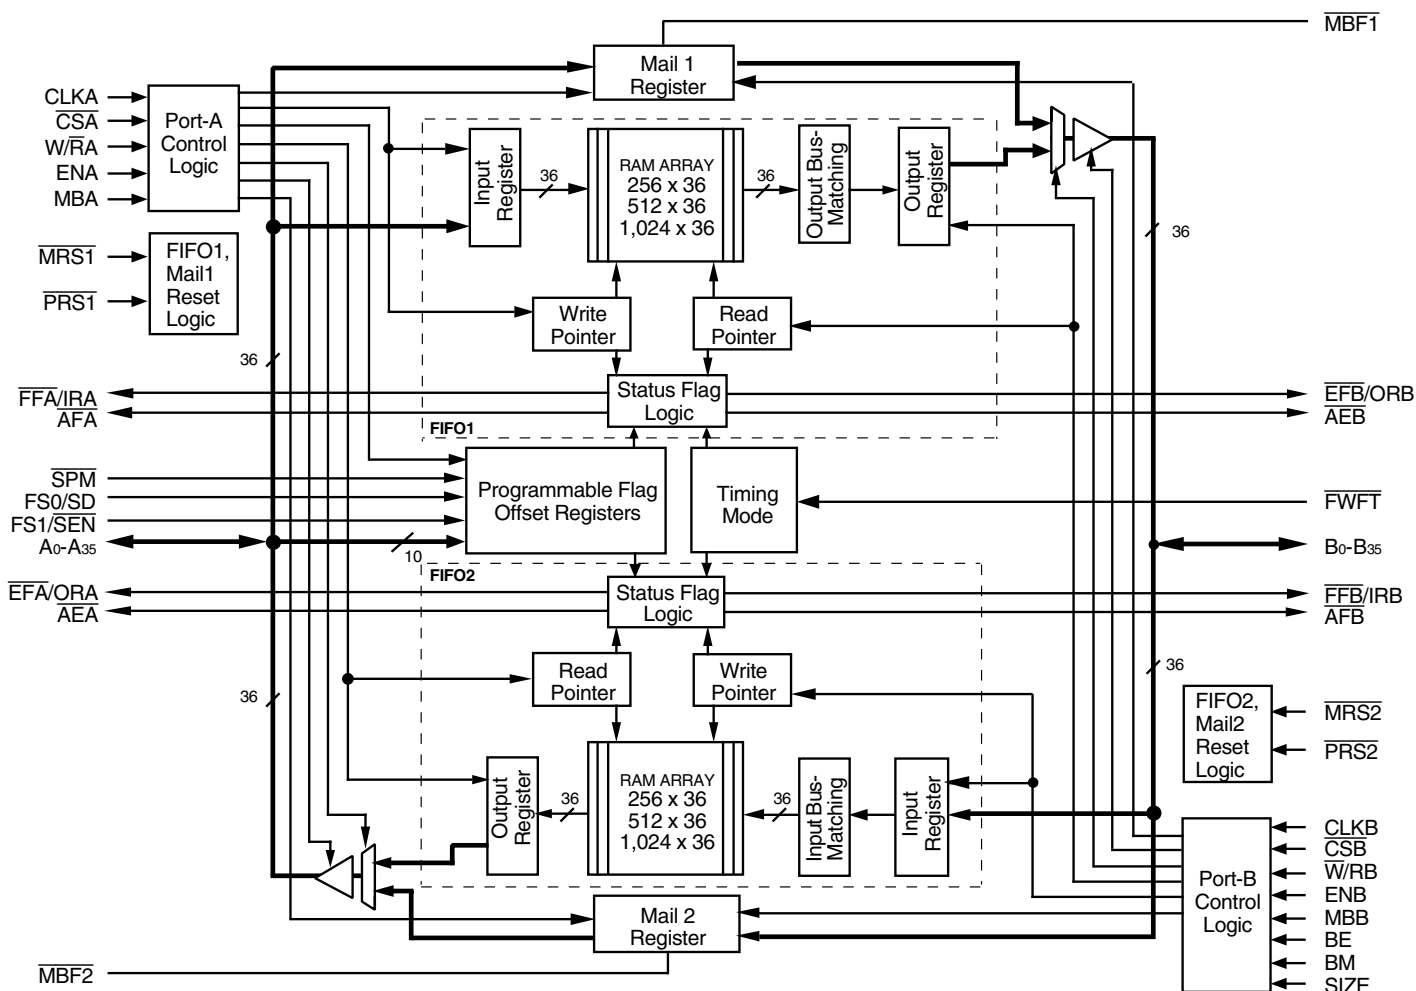 MBF1
Mail 1
Register
CLKA
CSA
W/RA
ENA
MBA
Port-A
Control
Logic
MRS1
PRS1
FIFO1,
Mail1
Reset
Logic
Input
Register
36
RAM ARRAY
256 x 36
512 x 36
1,024 x 36
36
Output Bus-
Matching
Output
Register
36
Write
Pointer
Read
Pointer
36
FFA/IRA
AFA
Status Flag
Logic
EFB/ORB
AEB
FIFO1
SPM
FS0/SD
FS1/SEN
A0-A35
Programmable Flag
Offset Registers
10
Timing
Mode
FWFT
B0-B35
FIFO2
EFA/ORA
AEA
Status Flag
Logic
FFB/IRB
AFB
Read
Pointer
Write
Pointer
36
36
FIFO2,
Mail2
Reset
Logic
MRS2
PRS2
Output
Register
36
RAM ARRAY
256 x 36
512 x 36
1,024 x 36
36
Input Bus-
Matching
Input
Register
Port-B
Control
Logic
CLKB
CSB
W/RB
ENB
MBB
BE
BM
SIZE
Mail 2
Register
MBF2